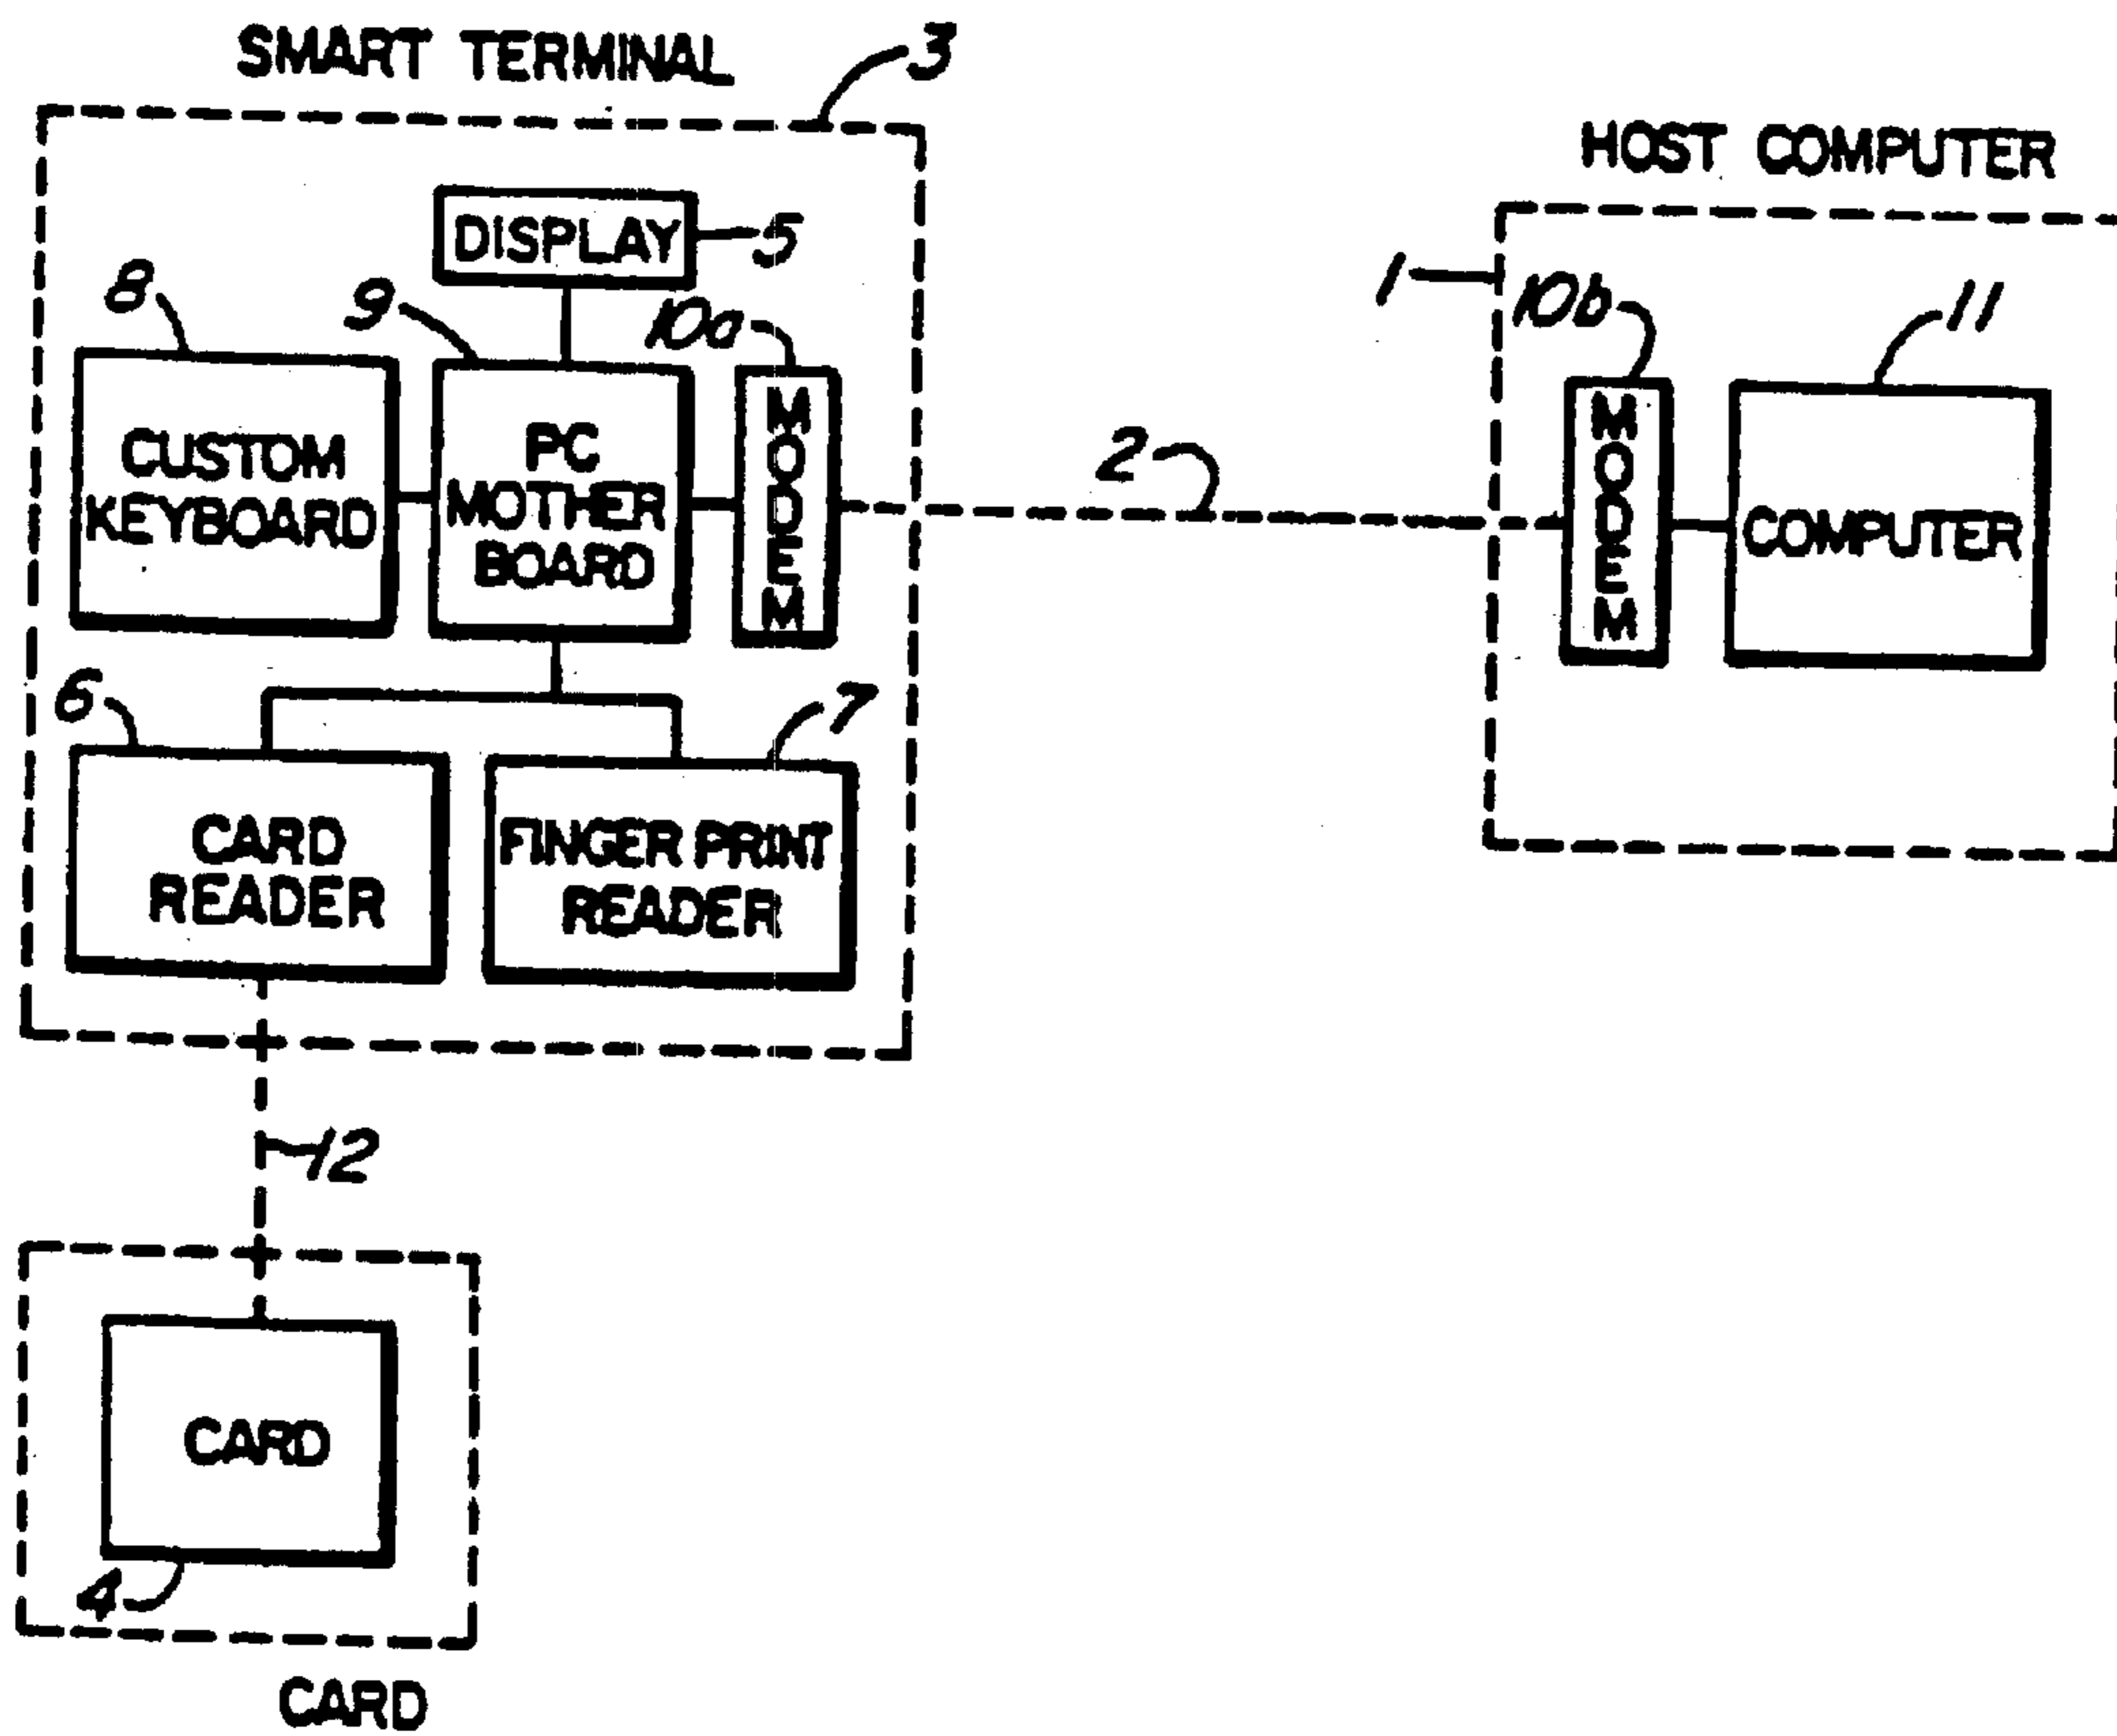 SMART TERMINAL
3
HOST COMPUTER
DISPLAY
5
8
9
10a
1
10b
11
CUSTOM
KEYBOARD
PC
MOTHER
BOARD
MODEM
2
MODEM
COMPUTER
6
7
CARD
READER
FINGER PRINT
READER
12
CARD
4
CARD